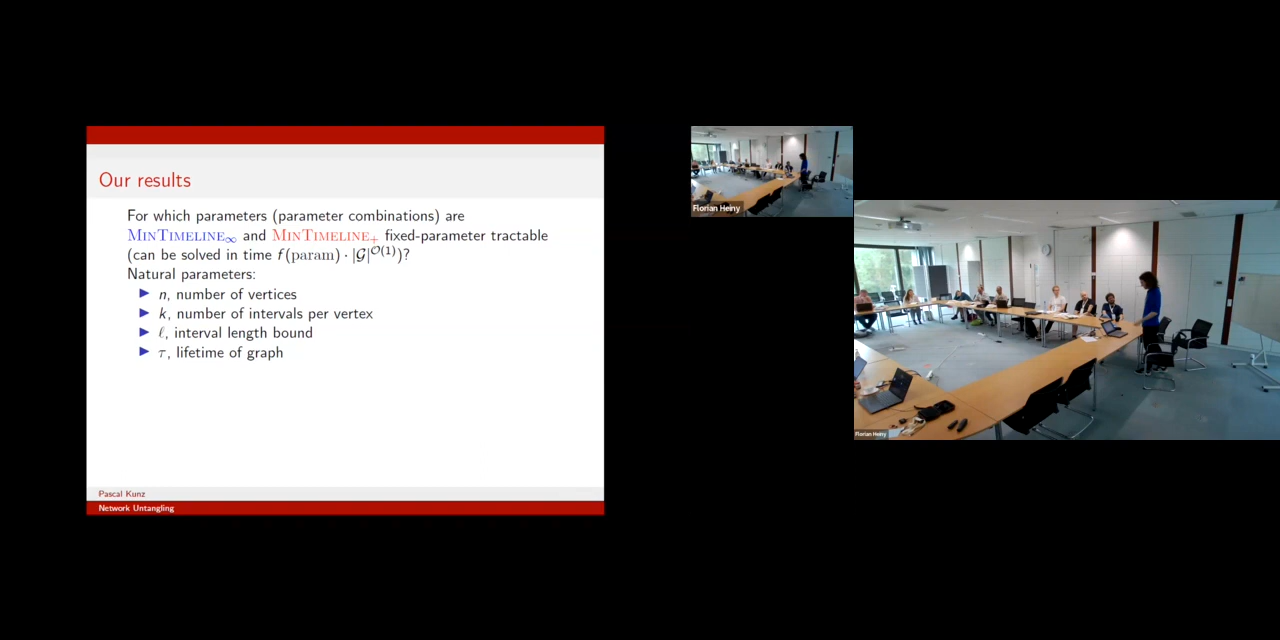 Our results
For which parameters (parameter combinations) are
MINTIMELINE∞ and MINTIMELINE+ fixed-parameter tractable
(can be solved in time f(param) · |𝒢|^𝒪(1))?
Natural parameters:
▶ n, number of vertices
▶ k, number of intervals per vertex
▶ ℓ, interval length bound
▶ τ, lifetime of graph
Pascal Kunz
Network Untangling
Florian Heiny
Florian Heiny